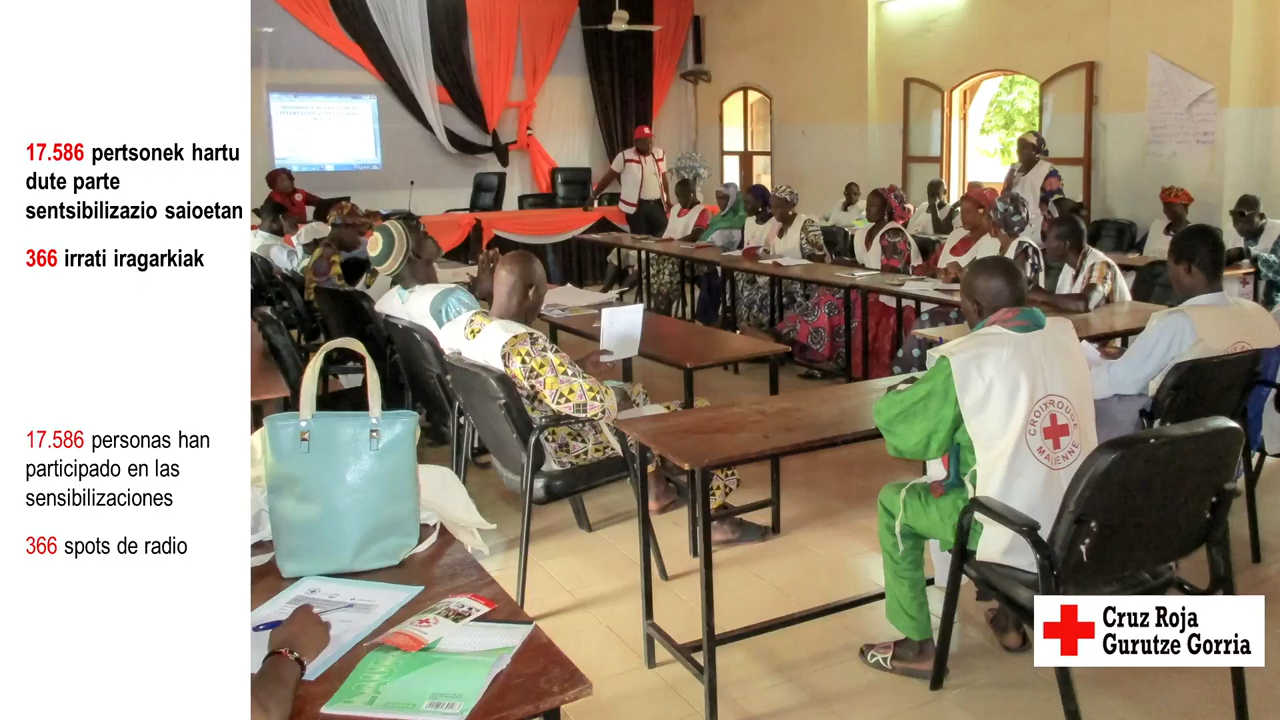 17.586 pertsonek hartu
dute parte
sentsibilizazio saioetan
366 irrati iragarkiak
17.586 personas han
participado en las
sensibilizaciones
366 spots de radio
CROIX ROUGE
MALIENNE
Cruz Roja
Gurutze Gorria